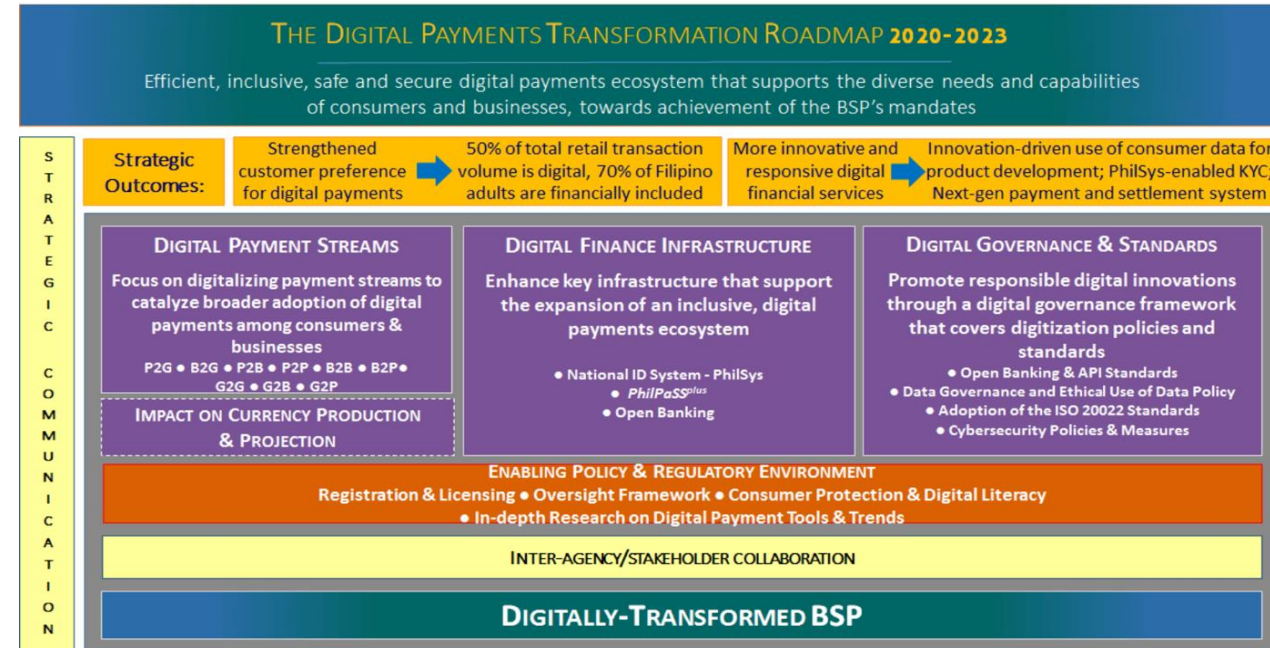 THE DIGITAL PAYMENTS TRANSFORMATION ROADMAP 2020-2023
Efficient, inclusive, safe and secure digital payments ecosystem that supports the diverse needs and capabilities
of consumers and businesses, towards achievement of the BSP's mandates
STRATEGIC COMMUNICATION
Strategic
Outcomes:
Strengthened
customer preference
for digital payments
50% of total retail transaction
volume is digital, 70% of Filipino
adults are financially included
More innovative and
responsive digital
financial services
Innovation-driven use of consumer data for
product development; PhilSys-enabled KYC;
Next-gen payment and settlement system
DIGITAL PAYMENT STREAMS
Focus on digitalizing payment streams to
catalyze broader adoption of digital
payments among consumers &
businesses
P2G ● B2G ● P2B ● P2P ● B2B ● B2P●
G2G ● G2B ● G2P
IMPACT ON CURRENCY PRODUCTION
& PROJECTION
DIGITAL FINANCE INFRASTRUCTURE
Enhance key infrastructure that support
the expansion of an inclusive, digital
payments ecosystem
● National ID System - PhilSys
● PhilPaSSplus
● Open Banking
DIGITAL GOVERNANCE & STANDARDS
Promote responsible digital innovations
through a digital governance framework
that covers digitization policies and
standards
● Open Banking & API Standards
● Data Governance and Ethical Use of Data Policy
● Adoption of the ISO 20022 Standards
● Cybersecurity Policies & Measures
ENABLING POLICY & REGULATORY ENVIRONMENT
Registration & Licensing ● Oversight Framework ● Consumer Protection & Digital Literacy
● In-depth Research on Digital Payment Tools & Trends
INTER-AGENCY/STAKEHOLDER COLLABORATION
DIGITALLY-TRANSFORMED BSP